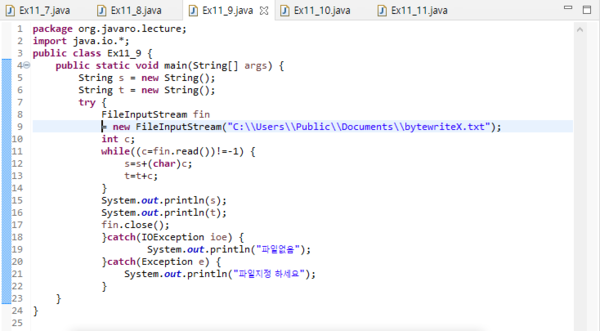 Ex11_7.java Ex11_8.java Ex11_9.java Ex11_10.java Ex11_11.java
1 package org.javaro.lecture;
2 import java.io.*;
3 public class Ex11_9 {
4 public static void main(String[] args) {
5 String s = new String();
6 String t = new String();
7 try {
8 FileInputStream fin
9 = new FileInputStream("C:\\Users\\Public\\Documents\\bytewriteX.txt");
10 int c;
11 while((c=fin.read())!=-1) {
12 s=s+(char)c;
13 t=t+c;
14 }
15 System.out.println(s);
16 System.out.println(t);
17 fin.close();
18 }catch(IOException ioe) {
19 System.out.println("파일없음");
20 }catch(Exception e) {
21 System.out.println("파일지정 하세요");
22 }
23 }
24 }
25